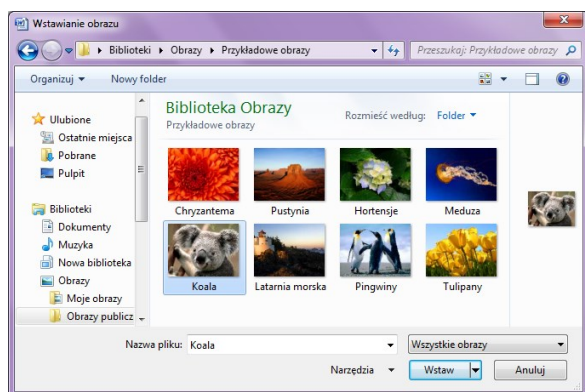 Wstawianie obrazu
Biblioteki Obrazy Przykładowe obrazy
Przeszukaj: Przykładowe obrazy
Organizuj Nowy folder
Ulubione
Ostatnie miejsca
Pobrane
Pulpit
Biblioteki
Dokumenty
Muzyka
Nowa biblioteka
Obrazy
Moje obrazy
Obrazy publicz
Biblioteka Obrazy
Przykładowe obrazy
Rozmieść według: Folder
Chryzantema Pustynia Hortensje Meduza
Koala Latarnia morska Pingwiny Tulipany
Nazwa pliku: Koala Wszystkie obrazy
Narzędzia Wstaw Anuluj